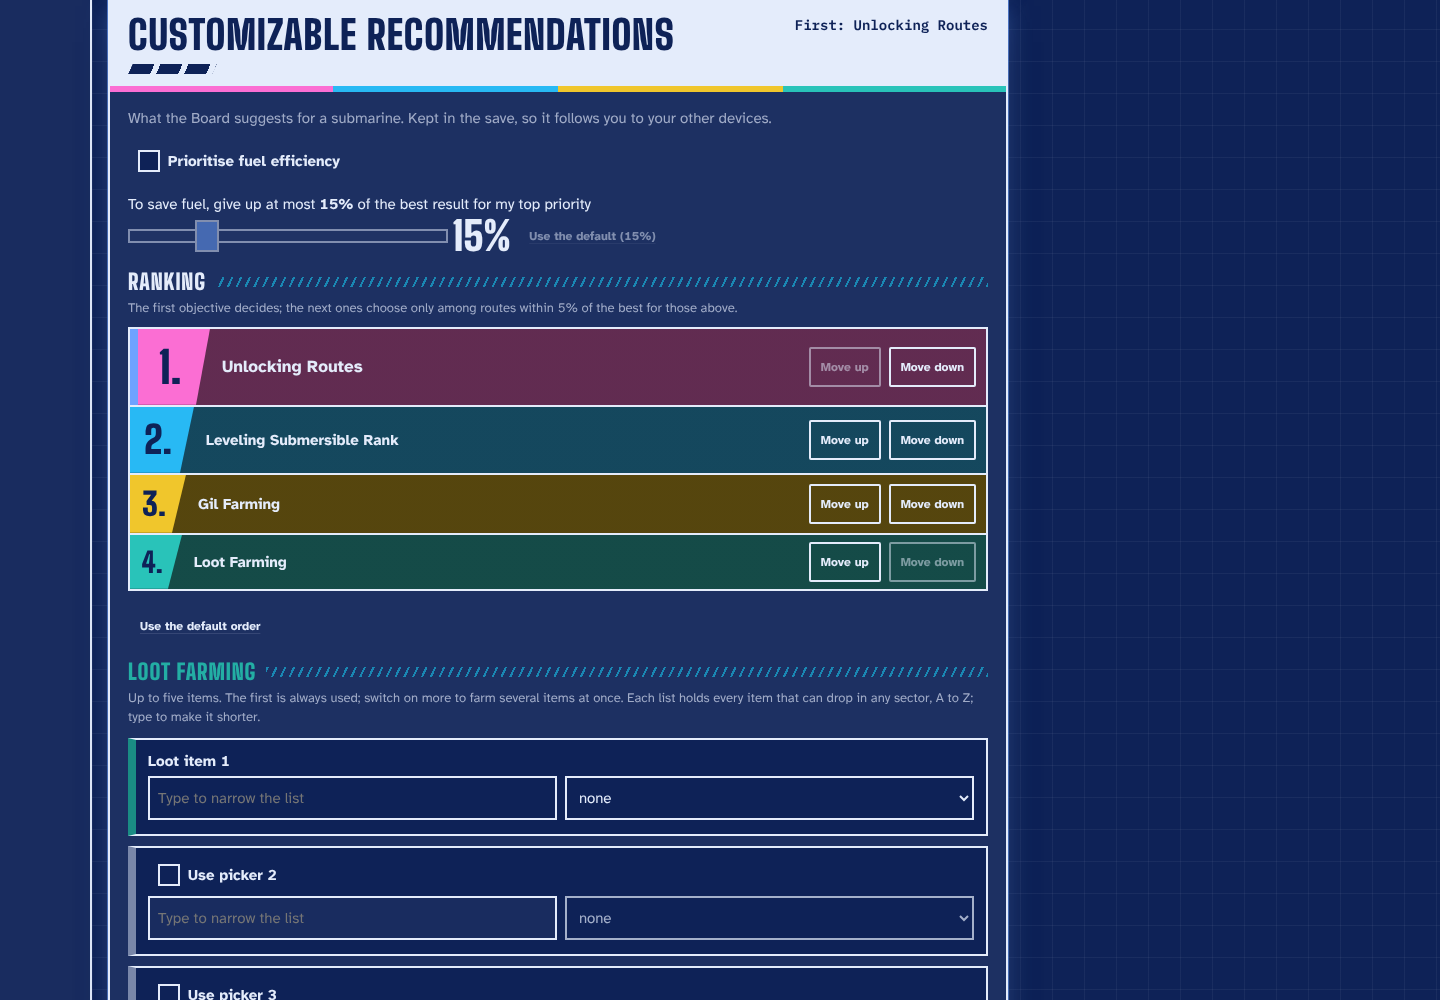 CUSTOMIZABLE RECOMMENDATIONS
First: Unlocking Routes
What the Board suggests for a submarine. Kept in the save, so it follows you to your other devices.
Prioritise fuel efficiency
To save fuel, give up at most 15% of the best result for my top priority
15%
Use the default (15%)
RANKING
The first objective decides; the next ones choose only among routes within 5% of the best for those above.
1. Unlocking Routes Move up Move down
2. Leveling Submersible Rank Move up Move down
3. Gil Farming Move up Move down
4. Loot Farming Move up Move down
Use the default order
LOOT FARMING
Up to five items. The first is always used; switch on more to farm several items at once. Each list holds every item that can drop in any sector, A to Z;
type to make it shorter.
Loot item 1
Type to narrow the list none
Use picker 2
Type to narrow the list none
Use picker 3